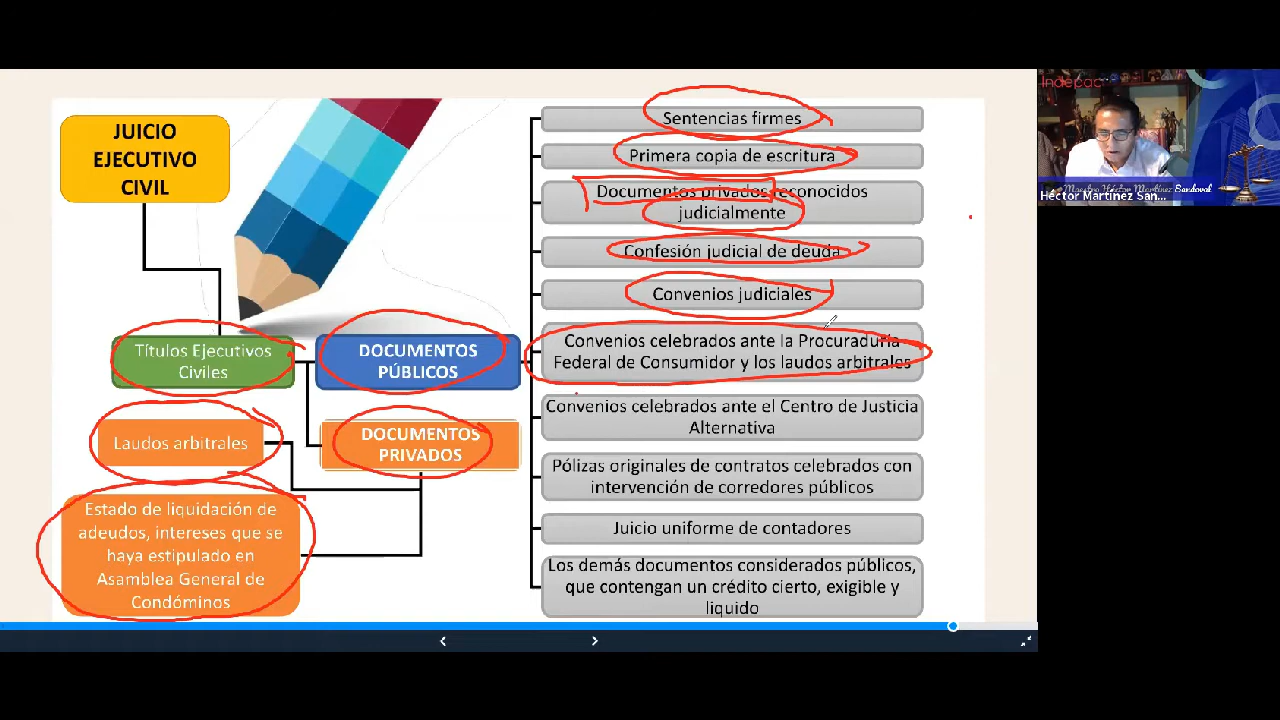 JUICIO
EJECUTIVO
CIVIL
Títulos Ejecutivos
Civiles
DOCUMENTOS
PÚBLICOS
DOCUMENTOS
PRIVADOS
Laudos arbitrales
Estado de liquidación de
adeudos, intereses que se
haya estipulado en
Asamblea General de
Condóminos
Sentencias firmes
Primera copia de escritura
Documentos privados reconocidos
judicialmente
Confesión judicial de deuda
Convenios judiciales
Convenios celebrados ante la Procuraduría
Federal de Consumidor y los laudos arbitrales
Convenios celebrados ante el Centro de Justicia
Alternativa
Pólizas originales de contratos celebrados con
intervención de corredores públicos
Juicio uniforme de contadores
Los demás documentos considerados públicos,
que contengan un crédito cierto, exigible y
liquido
Indepac
Maestro Héctor Martínez Sandoval
Héctor Martínez San...